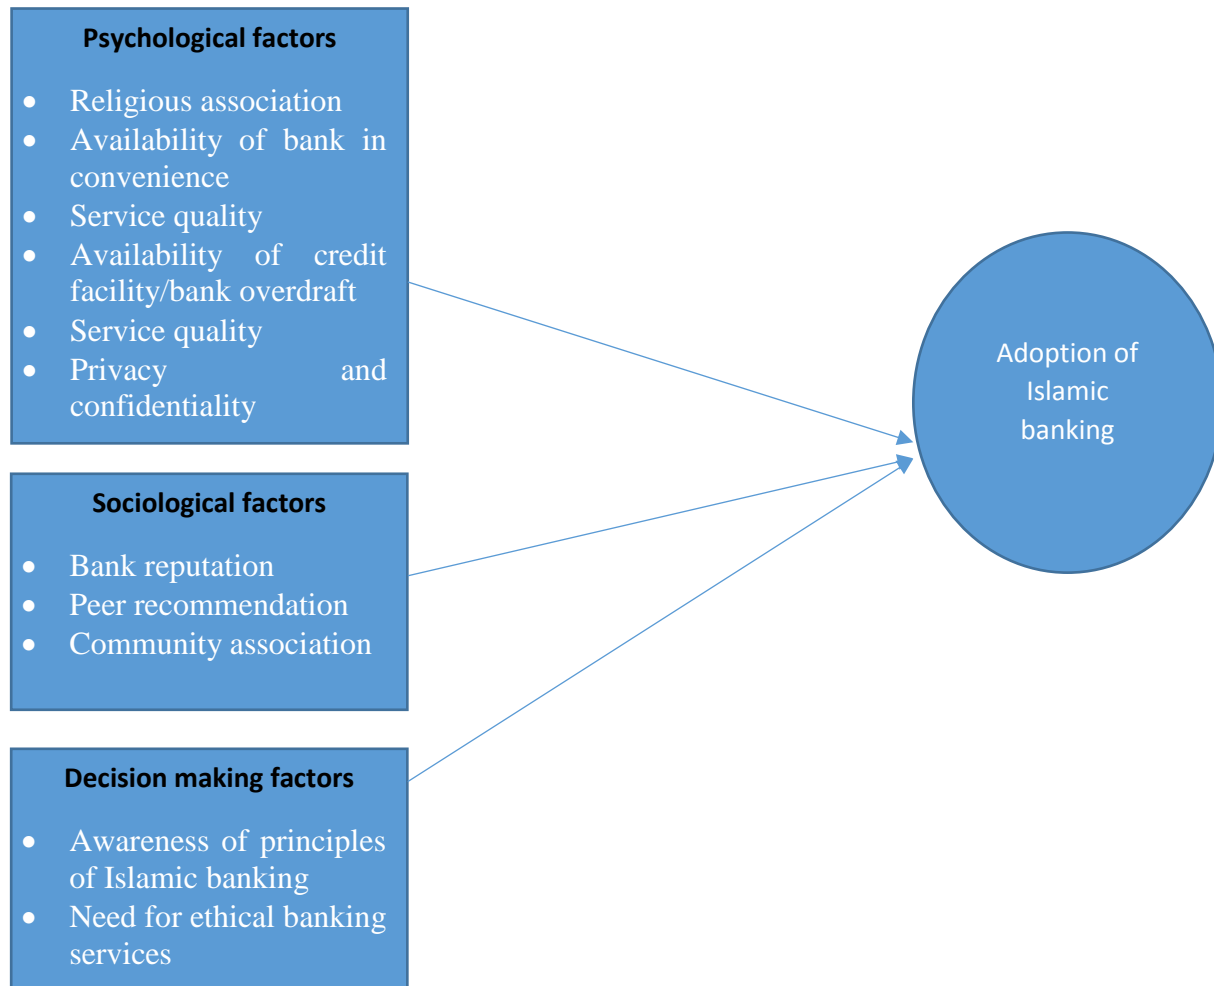 Psychological factors
• Religious association
• Availability of bank in
convenience
• Service quality
• Availability of credit
facility/bank overdraft
• Service quality
• Privacy and
confidentiality
Sociological factors
• Bank reputation
• Peer recommendation
• Community association
Decision making factors
• Awareness of principles
of Islamic banking
• Need for ethical banking
services
Adoption of
Islamic
banking